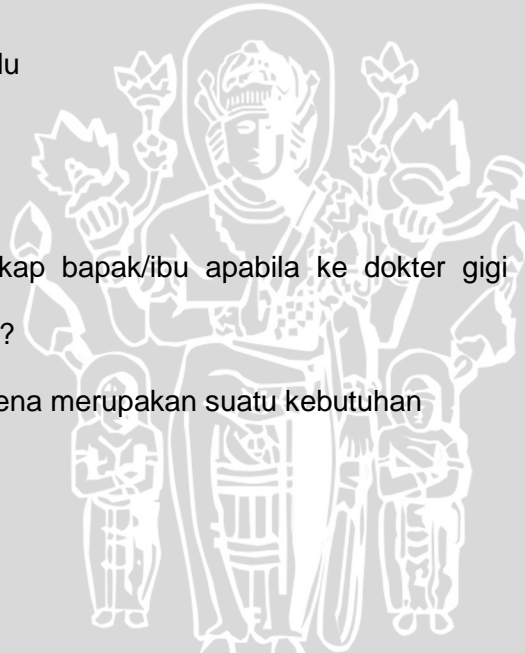 lu
kap bapak/ibu apabila ke dokter gigi
?
ena merupakan suatu kebutuhan